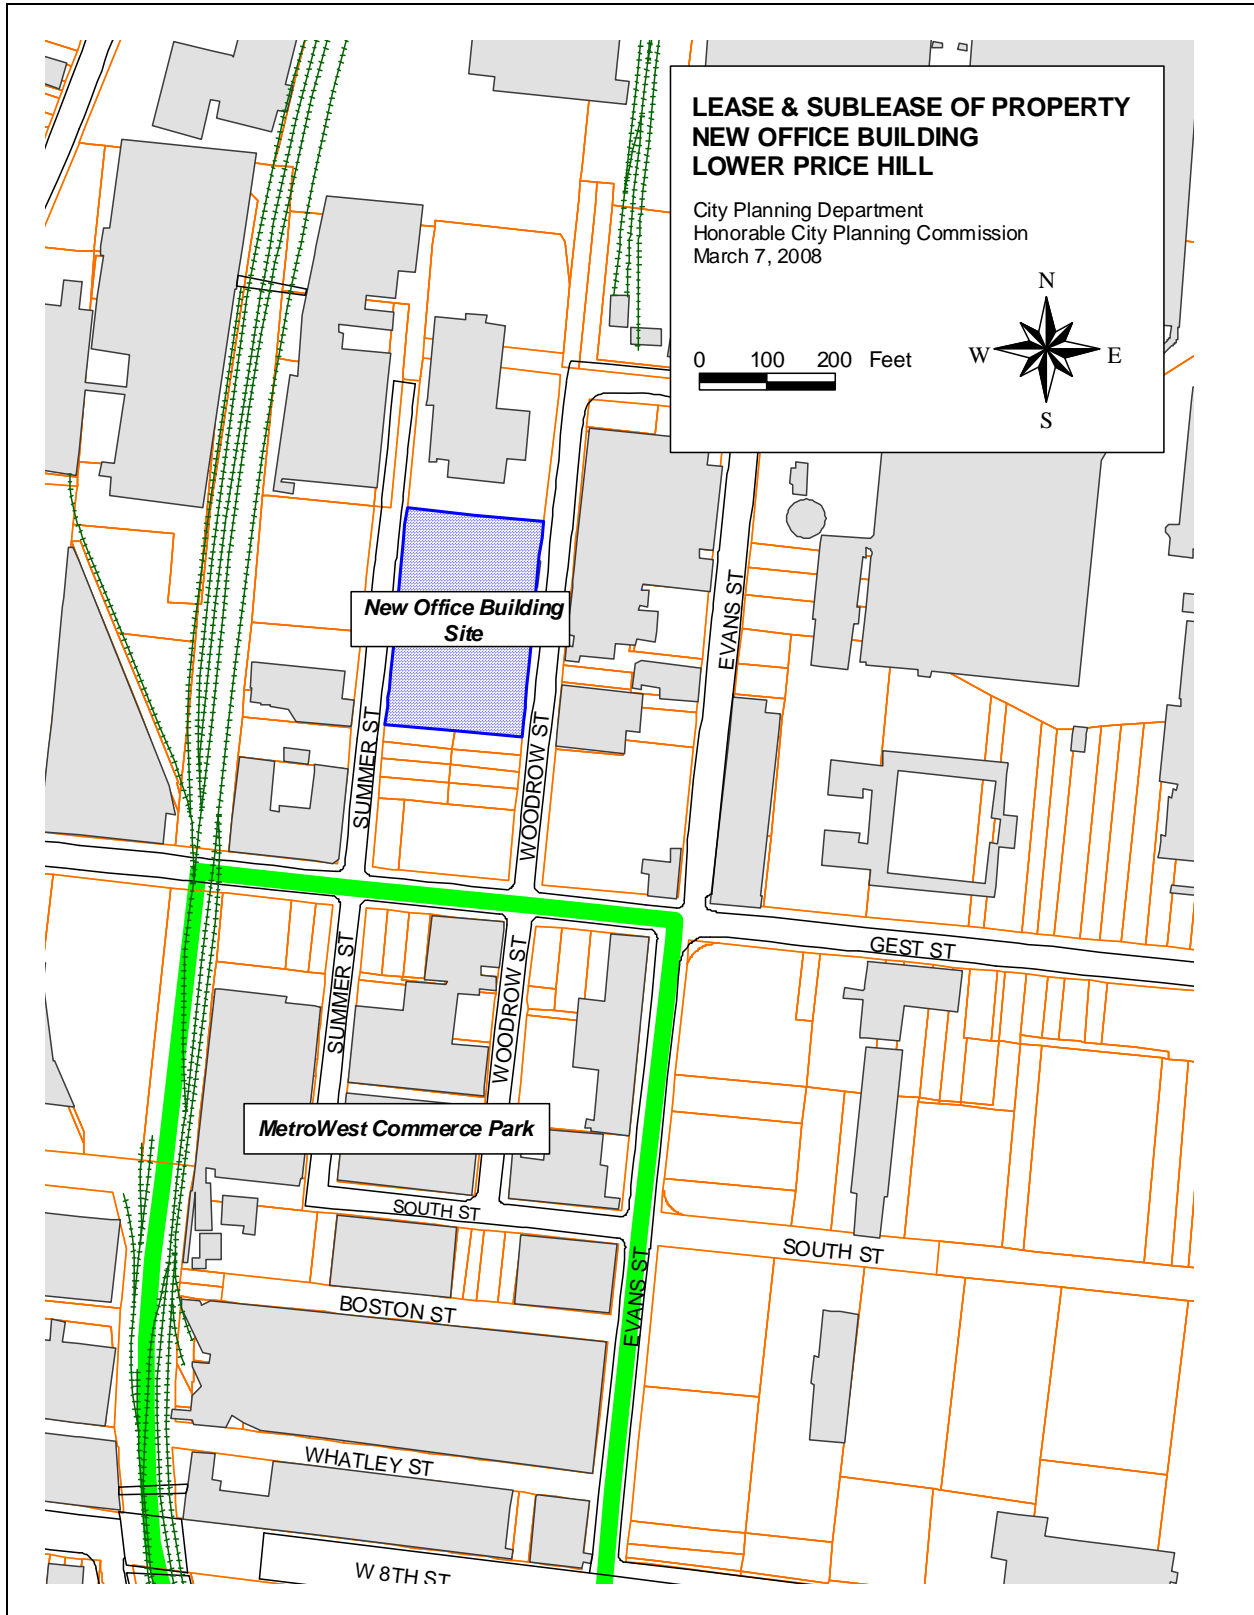 LEASE & SUBLEASE OF PROPERTY
NEW OFFICE BUILDING
LOWER PRICE HILL
City Planning Department
Honorable City Planning Commission
March 7, 2008
N
W E
S
0 100 200 Feet
New Office Building
Site
EVANS ST
SUMMER ST
WOODROW ST
GEST ST
SUMMER ST
WOODROW ST
MetroWest Commerce Park
SOUTH ST
SOUTH ST
EVANS ST
BOSTON ST
WHATLEY ST
W 8TH ST